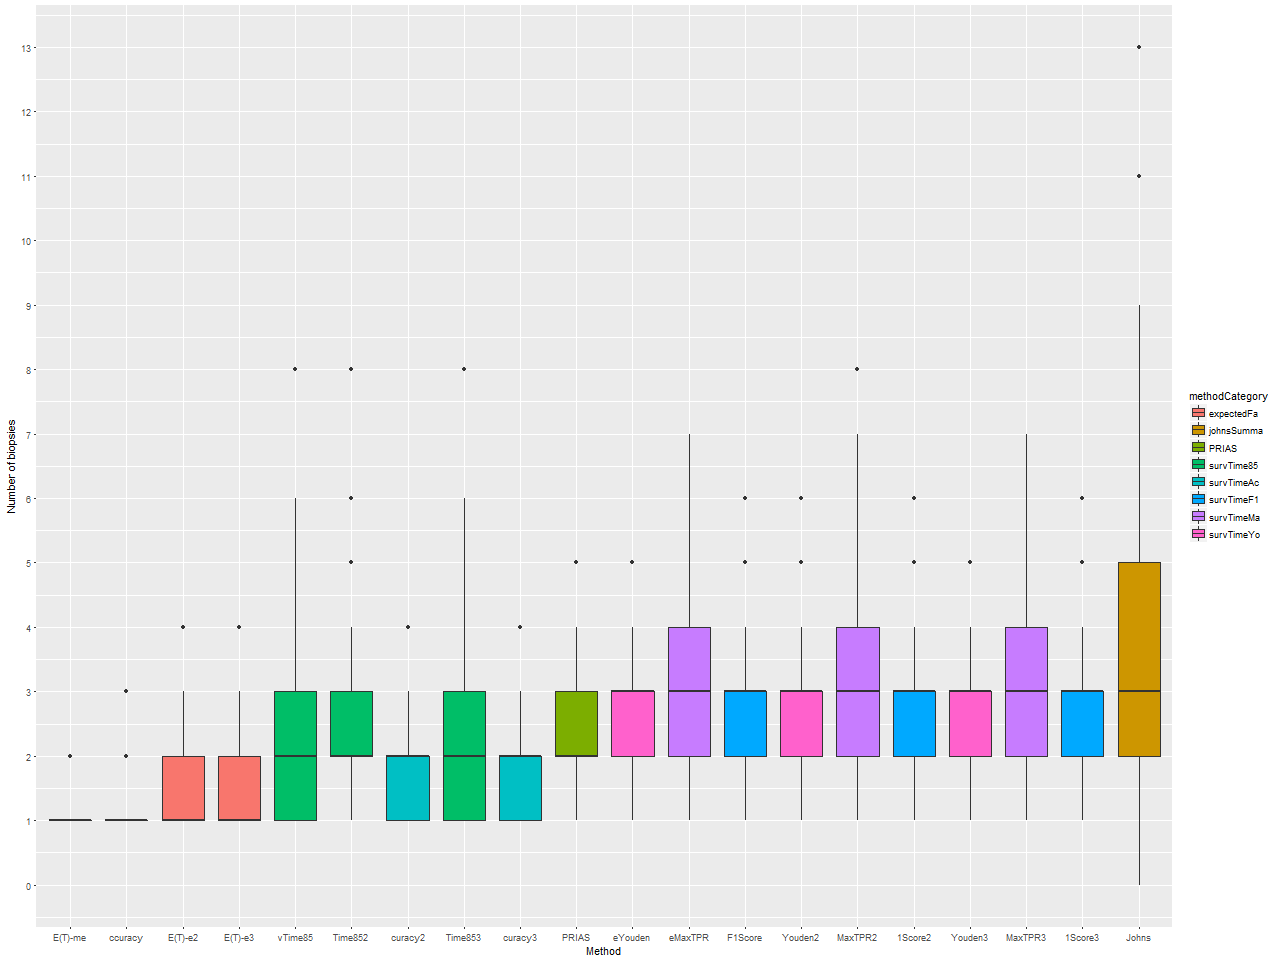 13
12
11
10
9
8
7
6
5
4
3
2
1
0
Number of biopsies
E(T)-me ccuracy E(T)-e2 E(T)-e3 vTime85 Time852 curacy2 Time853 curacy3 PRIAS eYouden eMaxTPR F1Score Youden2 MaxTPR2 1Score2 Youden3 MaxTPR3 1Score3 Johns
Method
methodCategory
expectedFa
johnsSumma
PRIAS
survTime85
survTimeAc
survTimeF1
survTimeMa
survTimeYo